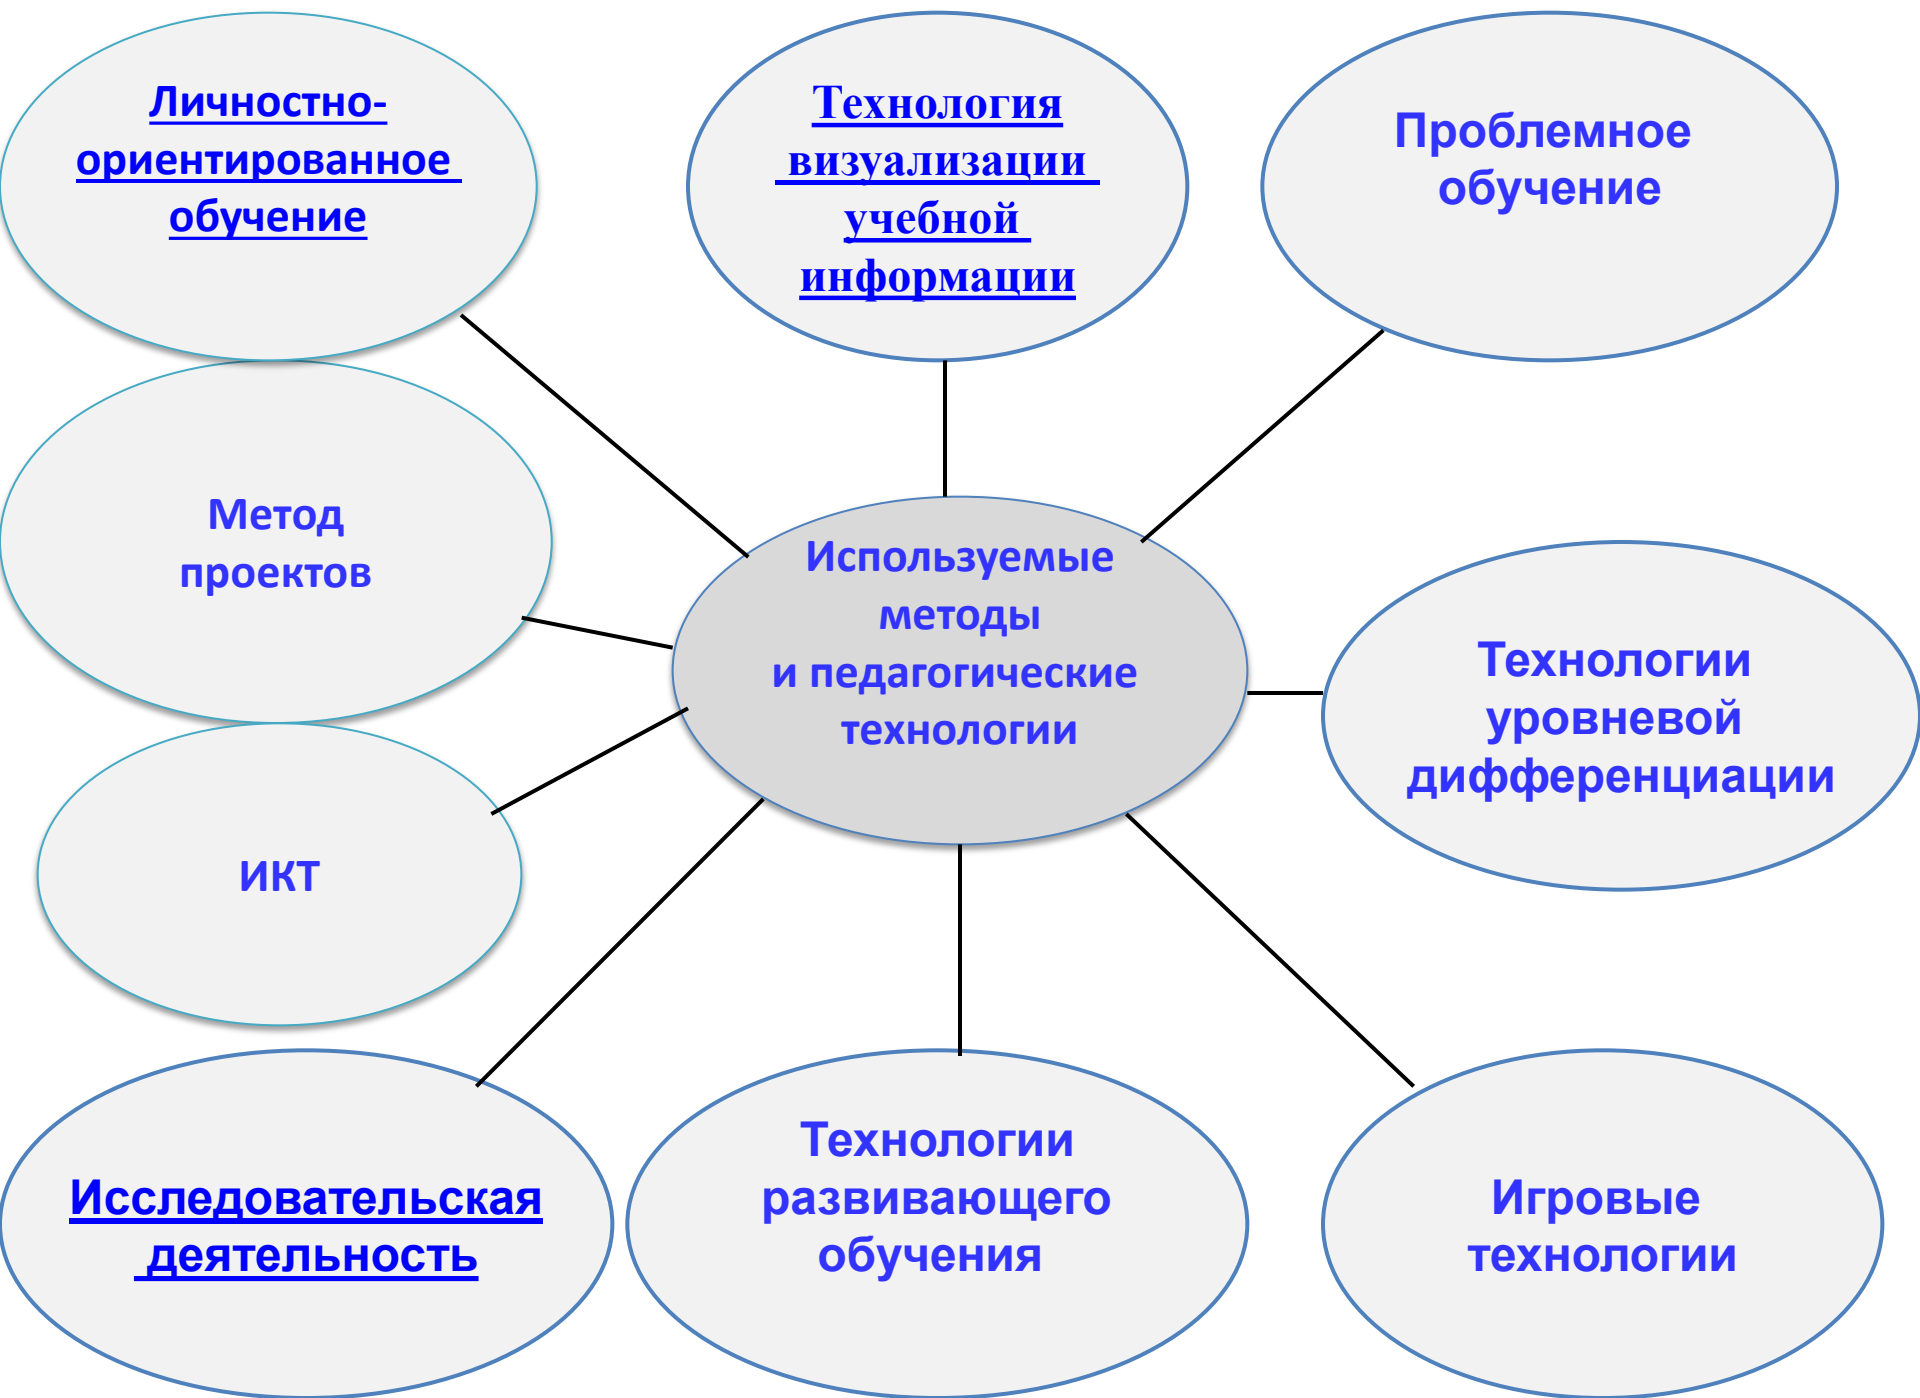 Личностно-
ориентированное
обучение
Технология
визуализации
учебной
информации
Проблемное
обучение
Метод
проектов
Используемые
методы
и педагогические
технологии
Технологии
уровневой
дифференциации
ИКТ
Исследовательская
деятельность
Технологии
развивающего
обучения
Игровые
технологии